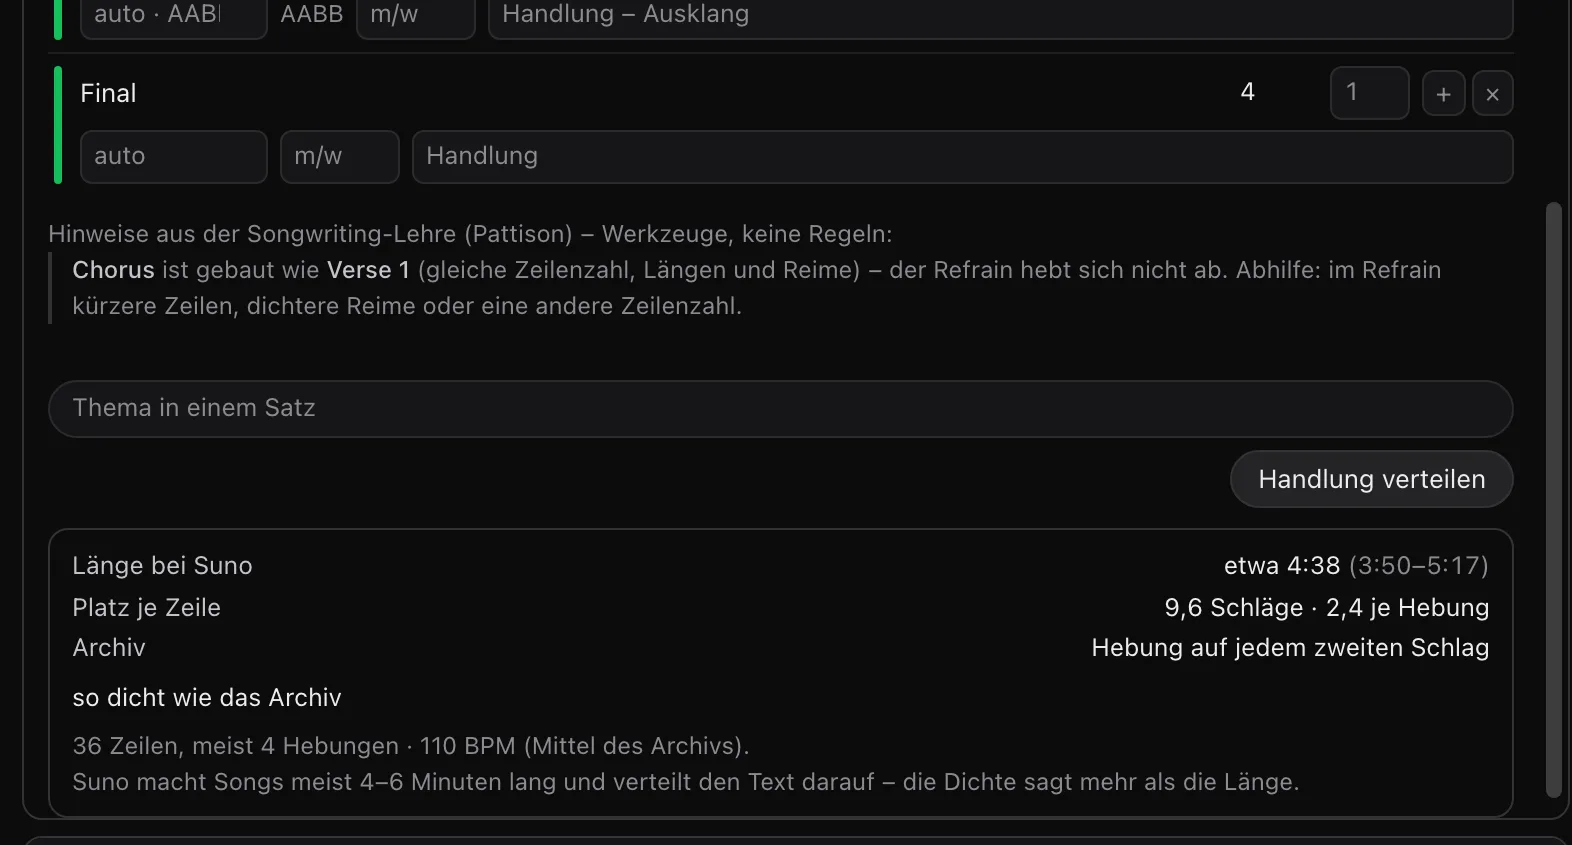 auto · AAB AABB m/w Handlung – Ausklang
Final 4 1 + ×
auto m/w Handlung
Hinweise aus der Songwriting-Lehre (Pattison) – Werkzeuge, keine Regeln:
Chorus ist gebaut wie Verse 1 (gleiche Zeilenzahl, Längen und Reime) – der Refrain hebt sich nicht ab. Abhilfe: im Refrain
kürzere Zeilen, dichtere Reime oder eine andere Zeilenzahl.
Thema in einem Satz
Handlung verteilen
Länge bei Suno etwa 4:38 (3:50–5:17)
Platz je Zeile 9,6 Schläge · 2,4 je Hebung
Archiv Hebung auf jedem zweiten Schlag
so dicht wie das Archiv
36 Zeilen, meist 4 Hebungen · 110 BPM (Mittel des Archivs).
Suno macht Songs meist 4–6 Minuten lang und verteilt den Text darauf – die Dichte sagt mehr als die Länge.